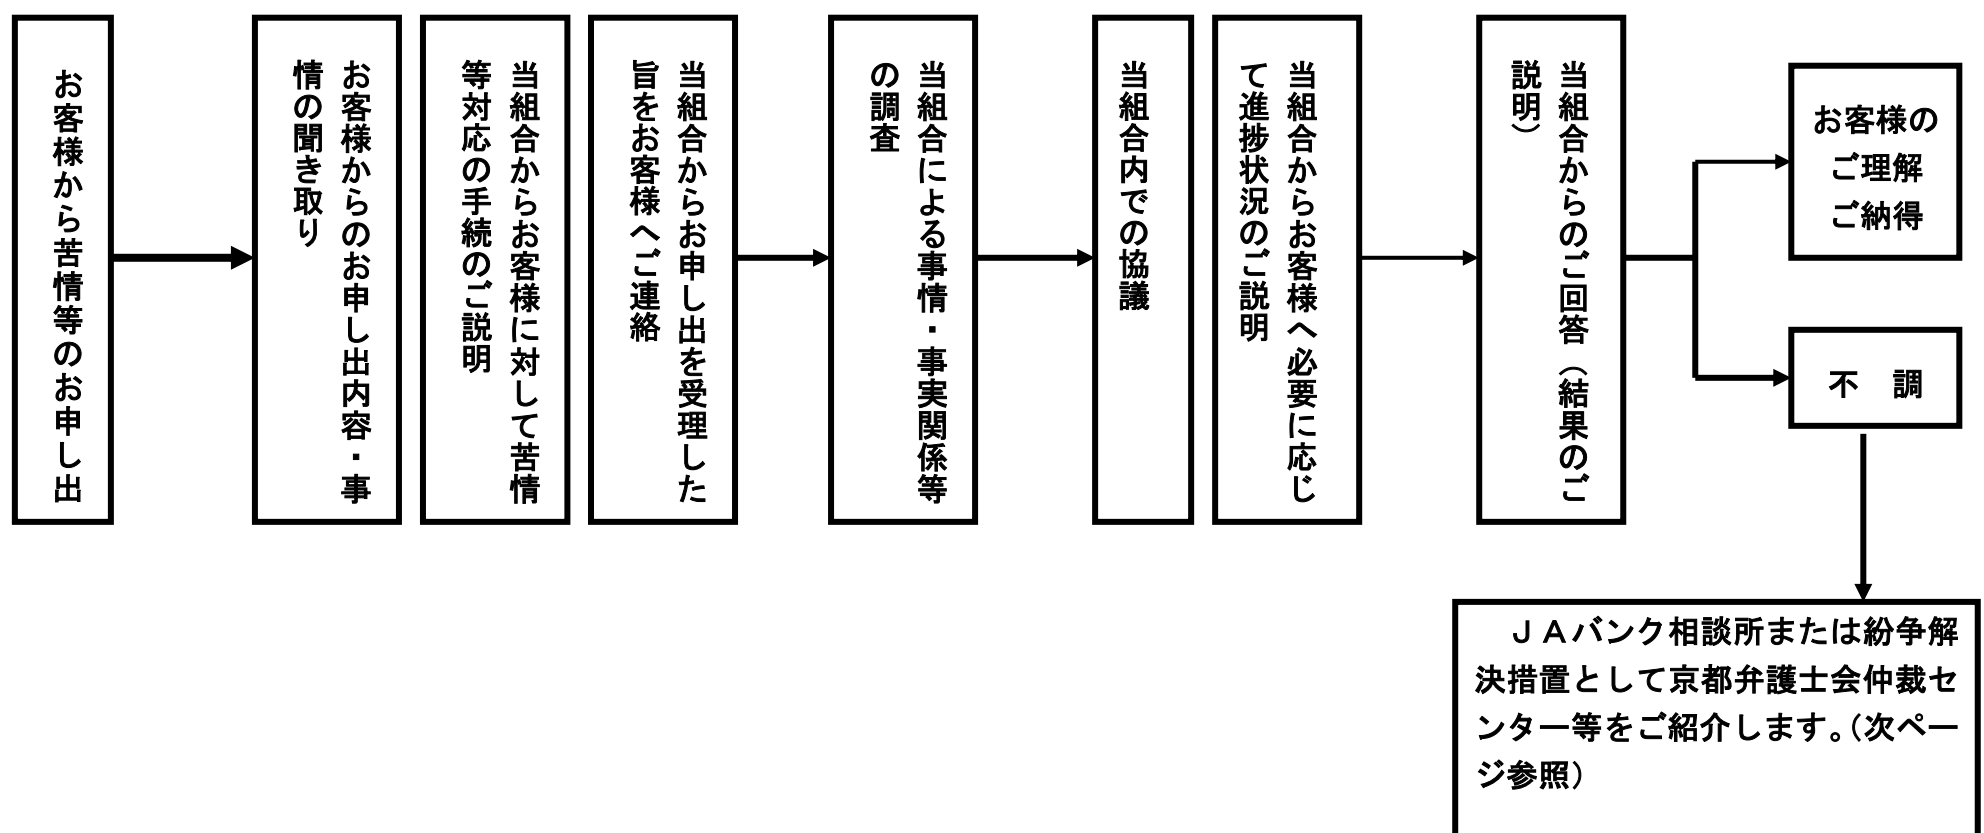 お客様から苦情等のお申し出
お客様からのお申し出内容・事
情の聞き取り
当組合からお客様に対して苦情
等対応の手続のご説明
当組合からお申し出を受理した
旨をお客様へご連絡
当組合による事情・事実関係等
の調査
当組合内での協議
当組合からお客様へ必要に応じ
て進捗状況のご説明
当組合からのご回答（結果のご
説明）
お客様の
ご理解
ご納得
不　調
ＪＡバンク相談所または紛争解
決措置として京都弁護士会仲裁セ
ンター等をご紹介します。（次ペー
ジ参照）